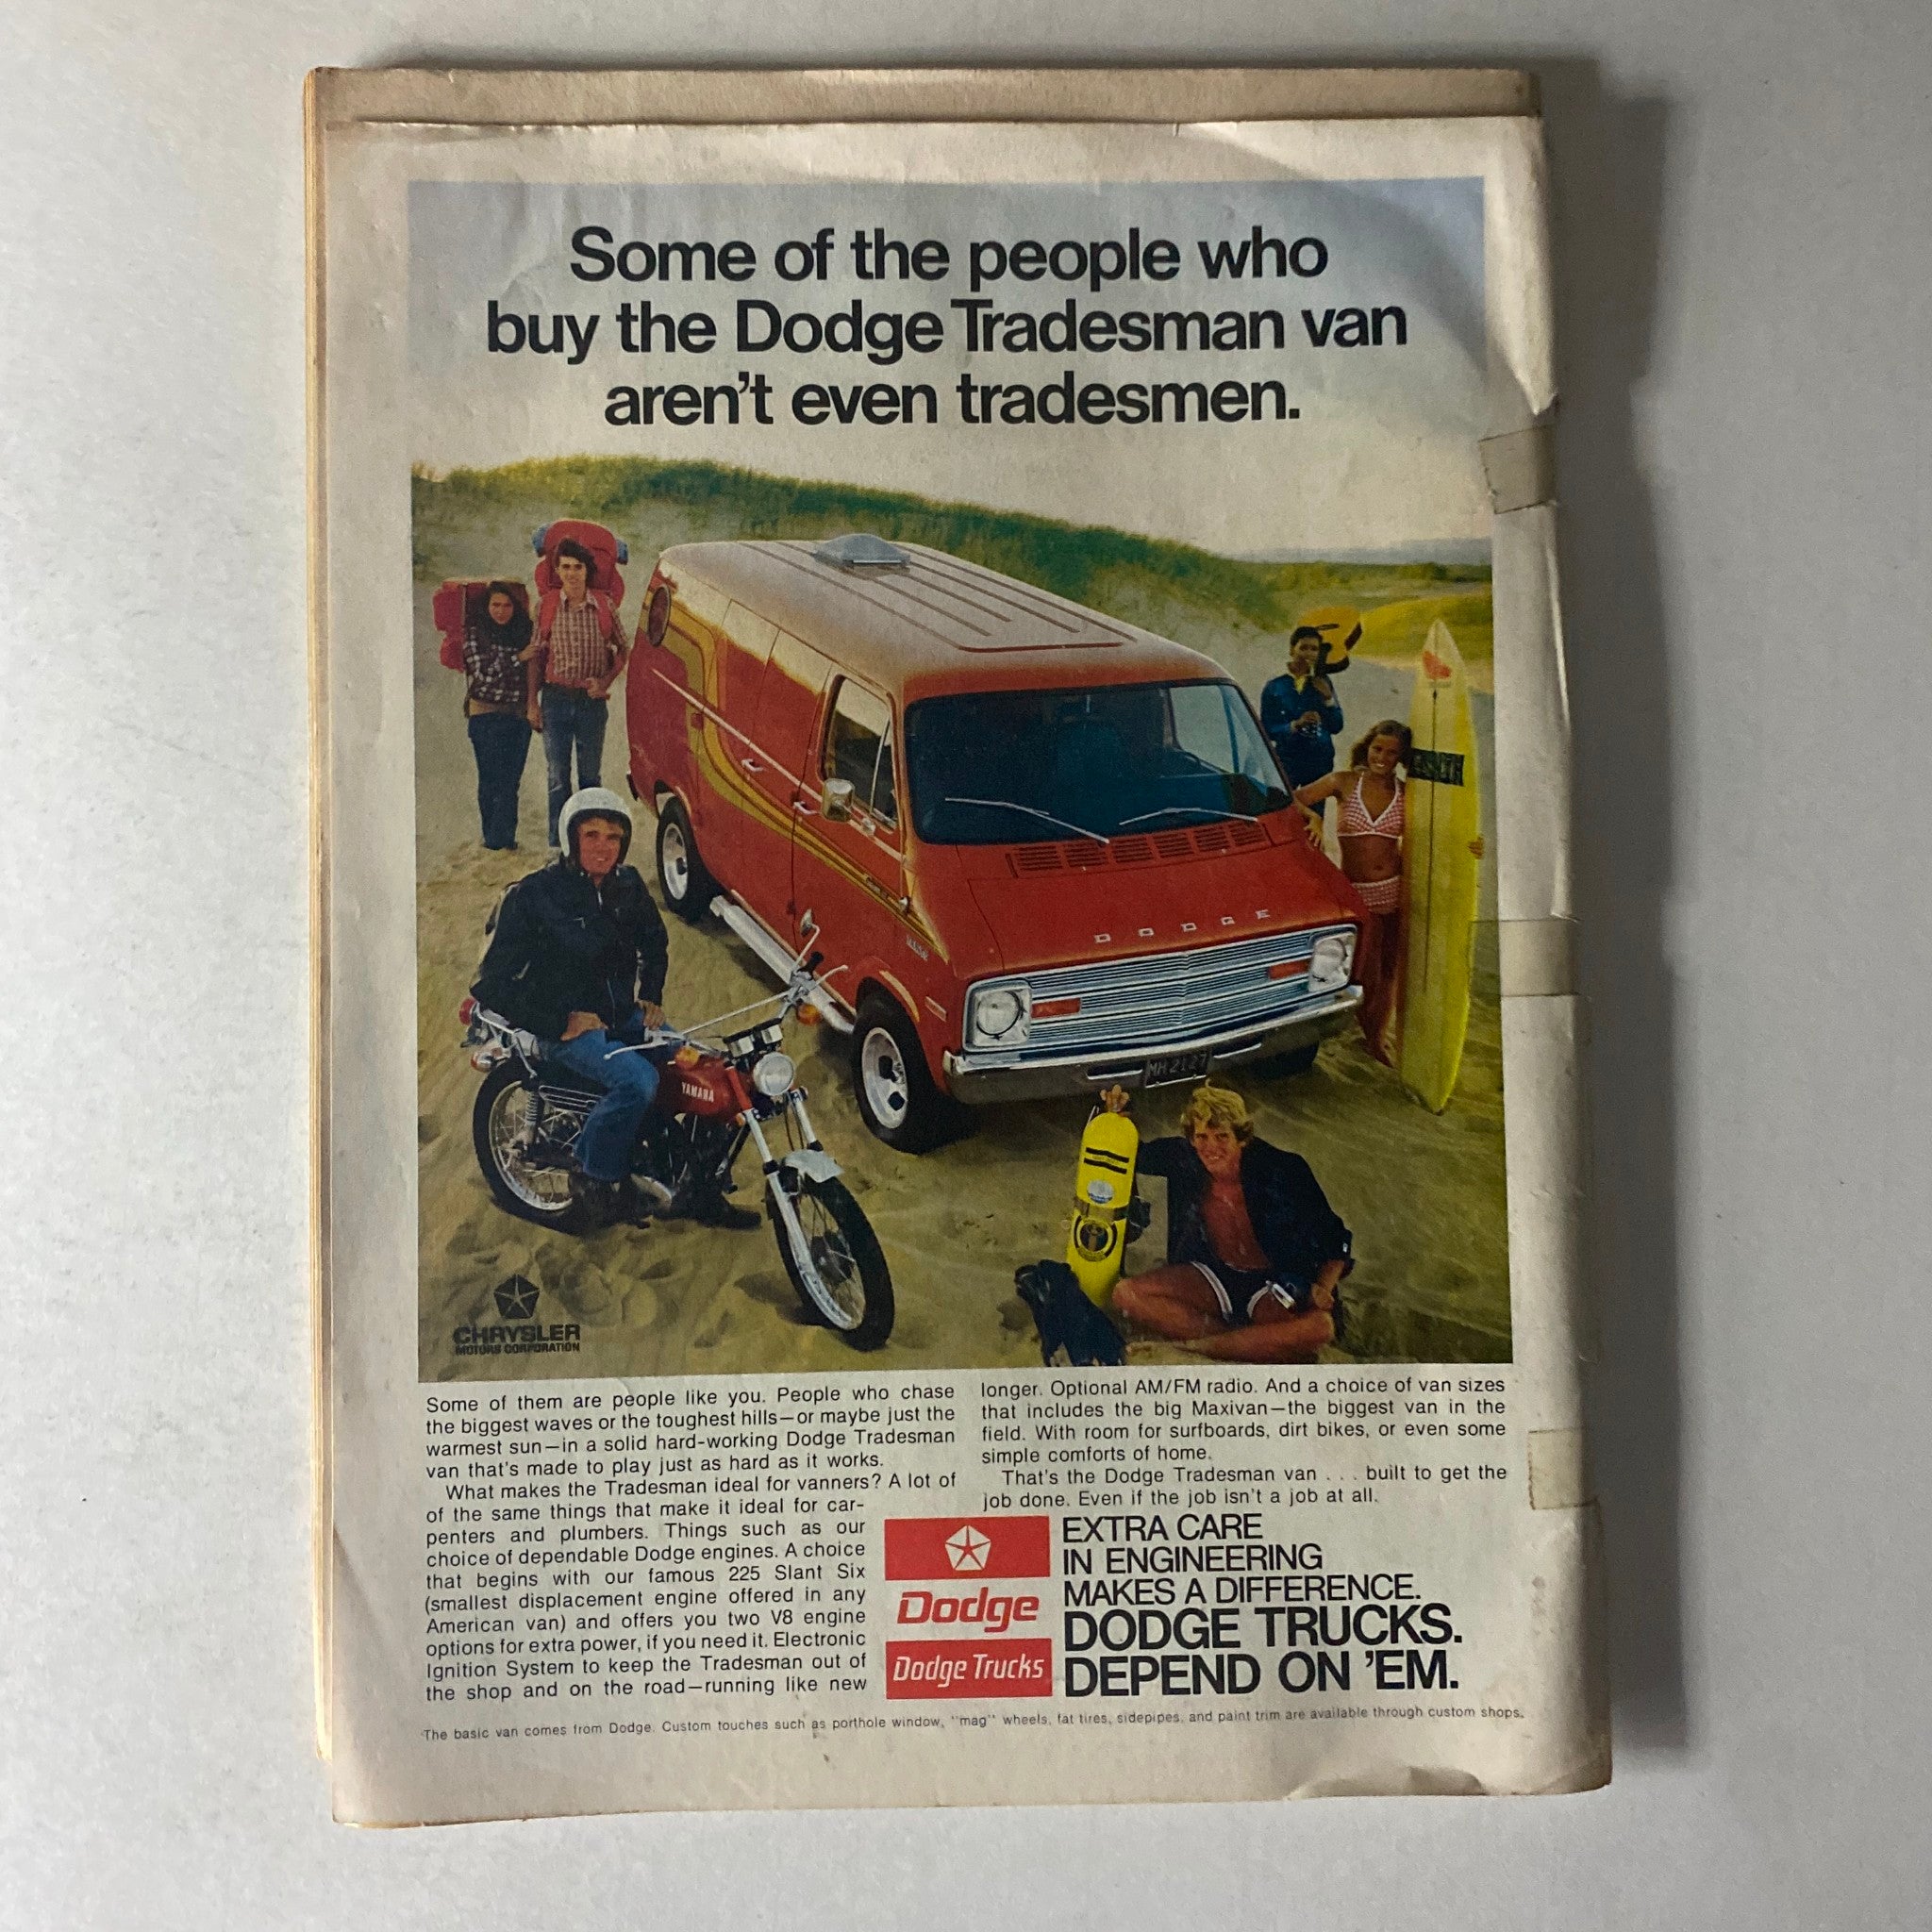 Some of the people who
buy the Dodge Tradesman van
aren't even tradesmen.
DODGE
YAMAHA
MH 2127
CHRYSLER
MOTORS CORPORATION
Some of them are people like you. People who chase
the biggest waves or the toughest hills—or maybe just the
warmest sun—in a solid hard-working Dodge Tradesman
van that's made to play just as hard as it works.
What makes the Tradesman ideal for vanners? A lot of
of the same things that make it ideal for car-
penters and plumbers. Things such as our
choice of dependable Dodge engines. A choice
that begins with our famous 225 Slant Six
(smallest displacement engine offered in any
American van) and offers you two V8 engine
options for extra power, if you need it. Electronic
Ignition System to keep the Tradesman out of
the shop and on the road—running like new
longer. Optional AM/FM radio. And a choice of van sizes
that includes the big Maxivan—the biggest van in the
field. With room for surfboards, dirt bikes, or even some
simple comforts of home.
That's the Dodge Tradesman van . . . built to get the
job done. Even if the job isn't a job at all.
Dodge
Dodge Trucks
EXTRA CARE
IN ENGINEERING
MAKES A DIFFERENCE.
DODGE TRUCKS.
DEPEND ON 'EM.
The basic van comes from Dodge. Custom touches such as porthole window, "mag" wheels, fat tires, sidepipes, and paint trim are available through custom shops.